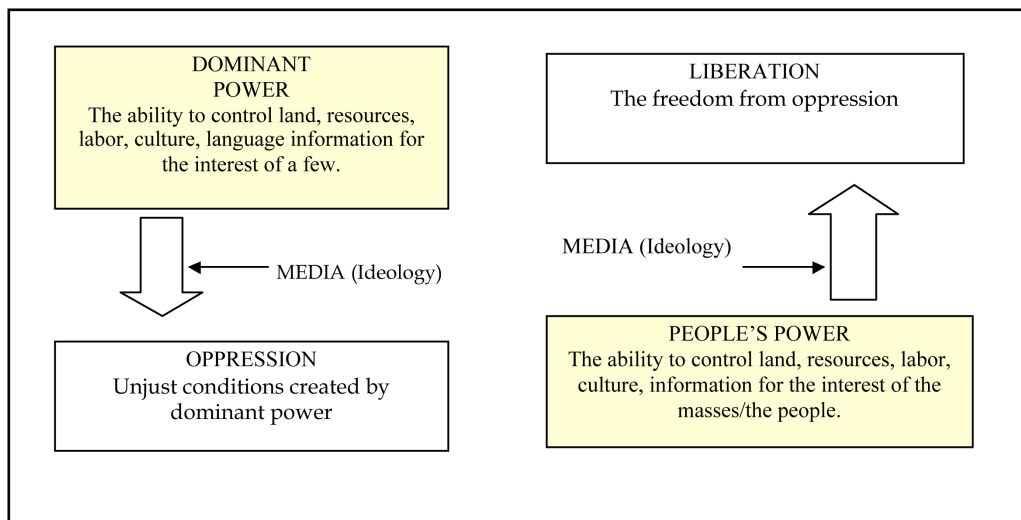 DOMINANT
POWER
The ability to control land, resources,
labor, culture, language information for
the interest of a few.
MEDIA (Ideology)
OPPRESSION
Unjust conditions created by
dominant power
LIBERATION
The freedom from oppression
MEDIA (Ideology)
PEOPLE’S POWER
The ability to control land, resources, labor,
culture, information for the interest of the
masses/the people.